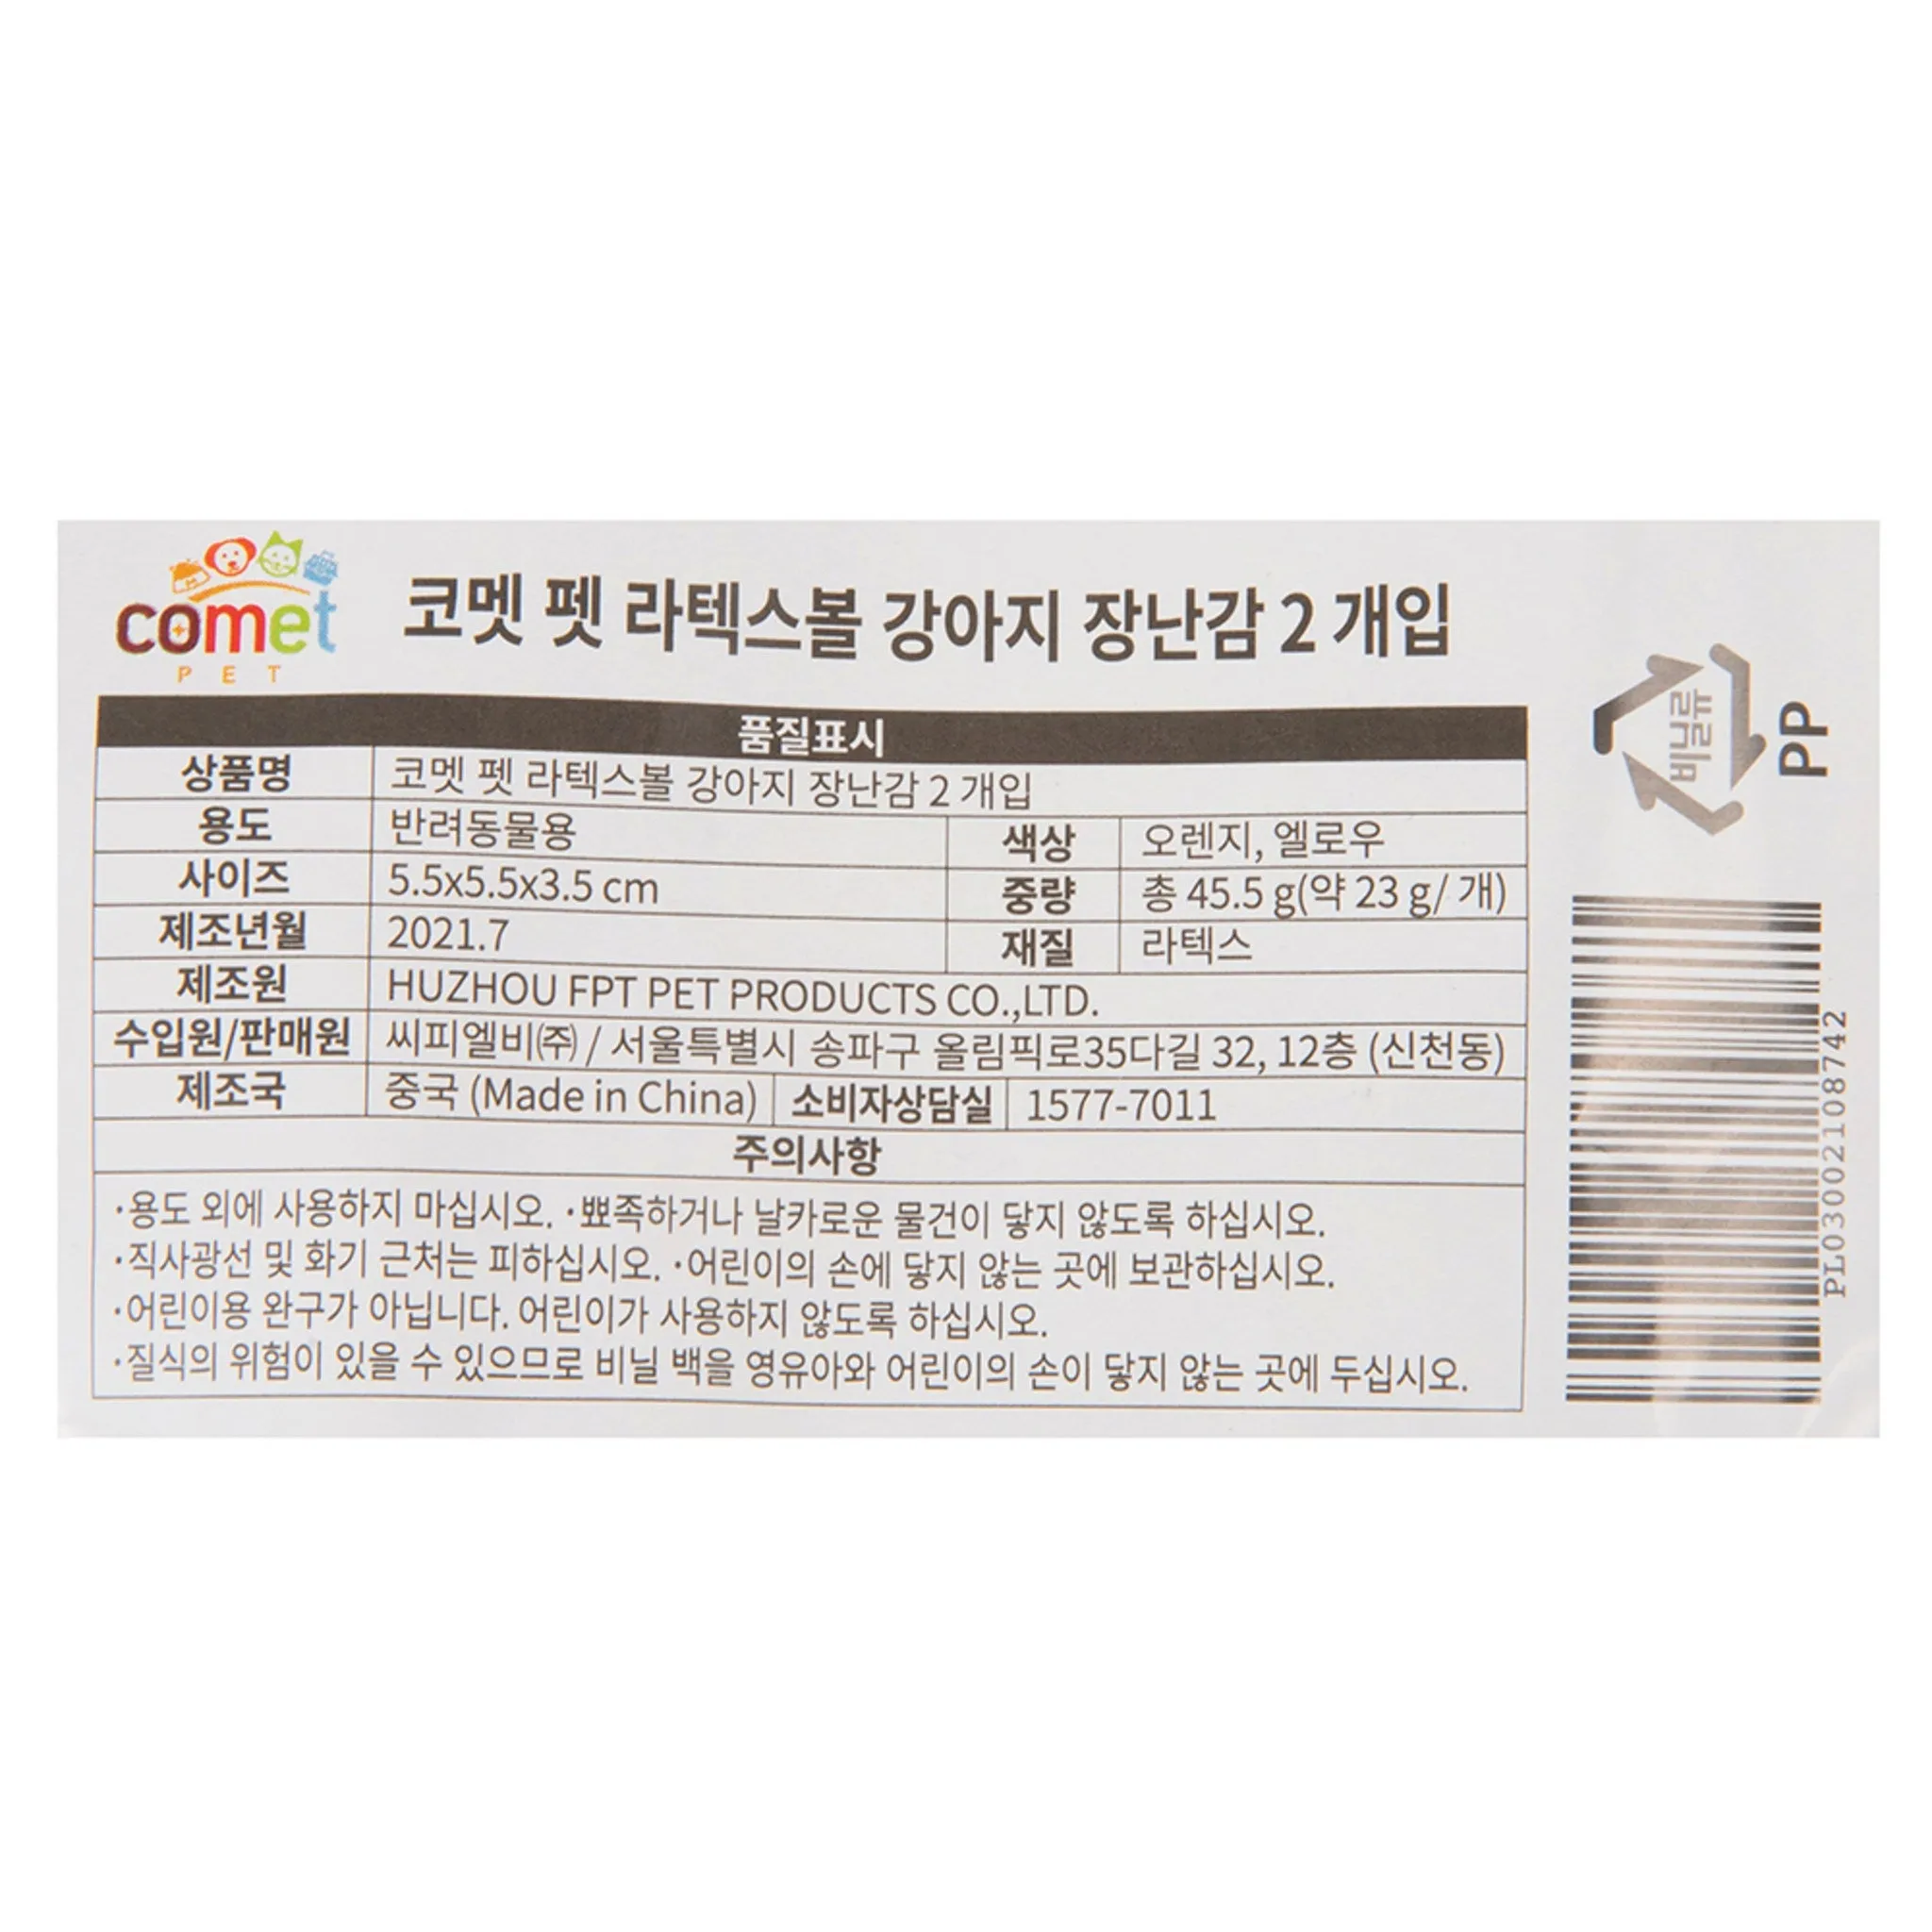 comet
PET
코멧 펫 라텍스볼 강아지 장난감 2 개입
품질표시
상품명 코멧 펫 라텍스볼 강아지 장난감 2 개입
용도 반려동물용 색상 오렌지, 엘로우
사이즈 5.5x5.5x3.5 cm 중량 총 45.5 g(약 23 g/ 개)
제조년월 2021.7 재질 라텍스
제조원 HUZHOU FPT PET PRODUCTS CO.,LTD.
수입원/판매원 씨피엘비(주) / 서울특별시 송파구 올림픽로35다길 32, 12층 (신천동)
제조국 중국 (Made in China) 소비자상담실 1577-7011
주의사항
·용도 외에 사용하지 마십시오. ·뾰족하거나 날카로운 물건이 닿지 않도록 하십시오.
·직사광선 및 화기 근처는 피하십시오. ·어린이의 손에 닿지 않는 곳에 보관하십시오.
·어린이용 완구가 아닙니다. 어린이가 사용하지 않도록 하십시오.
·질식의 위험이 있을 수 있으므로 비닐 백을 영유아와 어린이의 손이 닿지 않는 곳에 두십시오.
비닐류
PP
PL03002108742